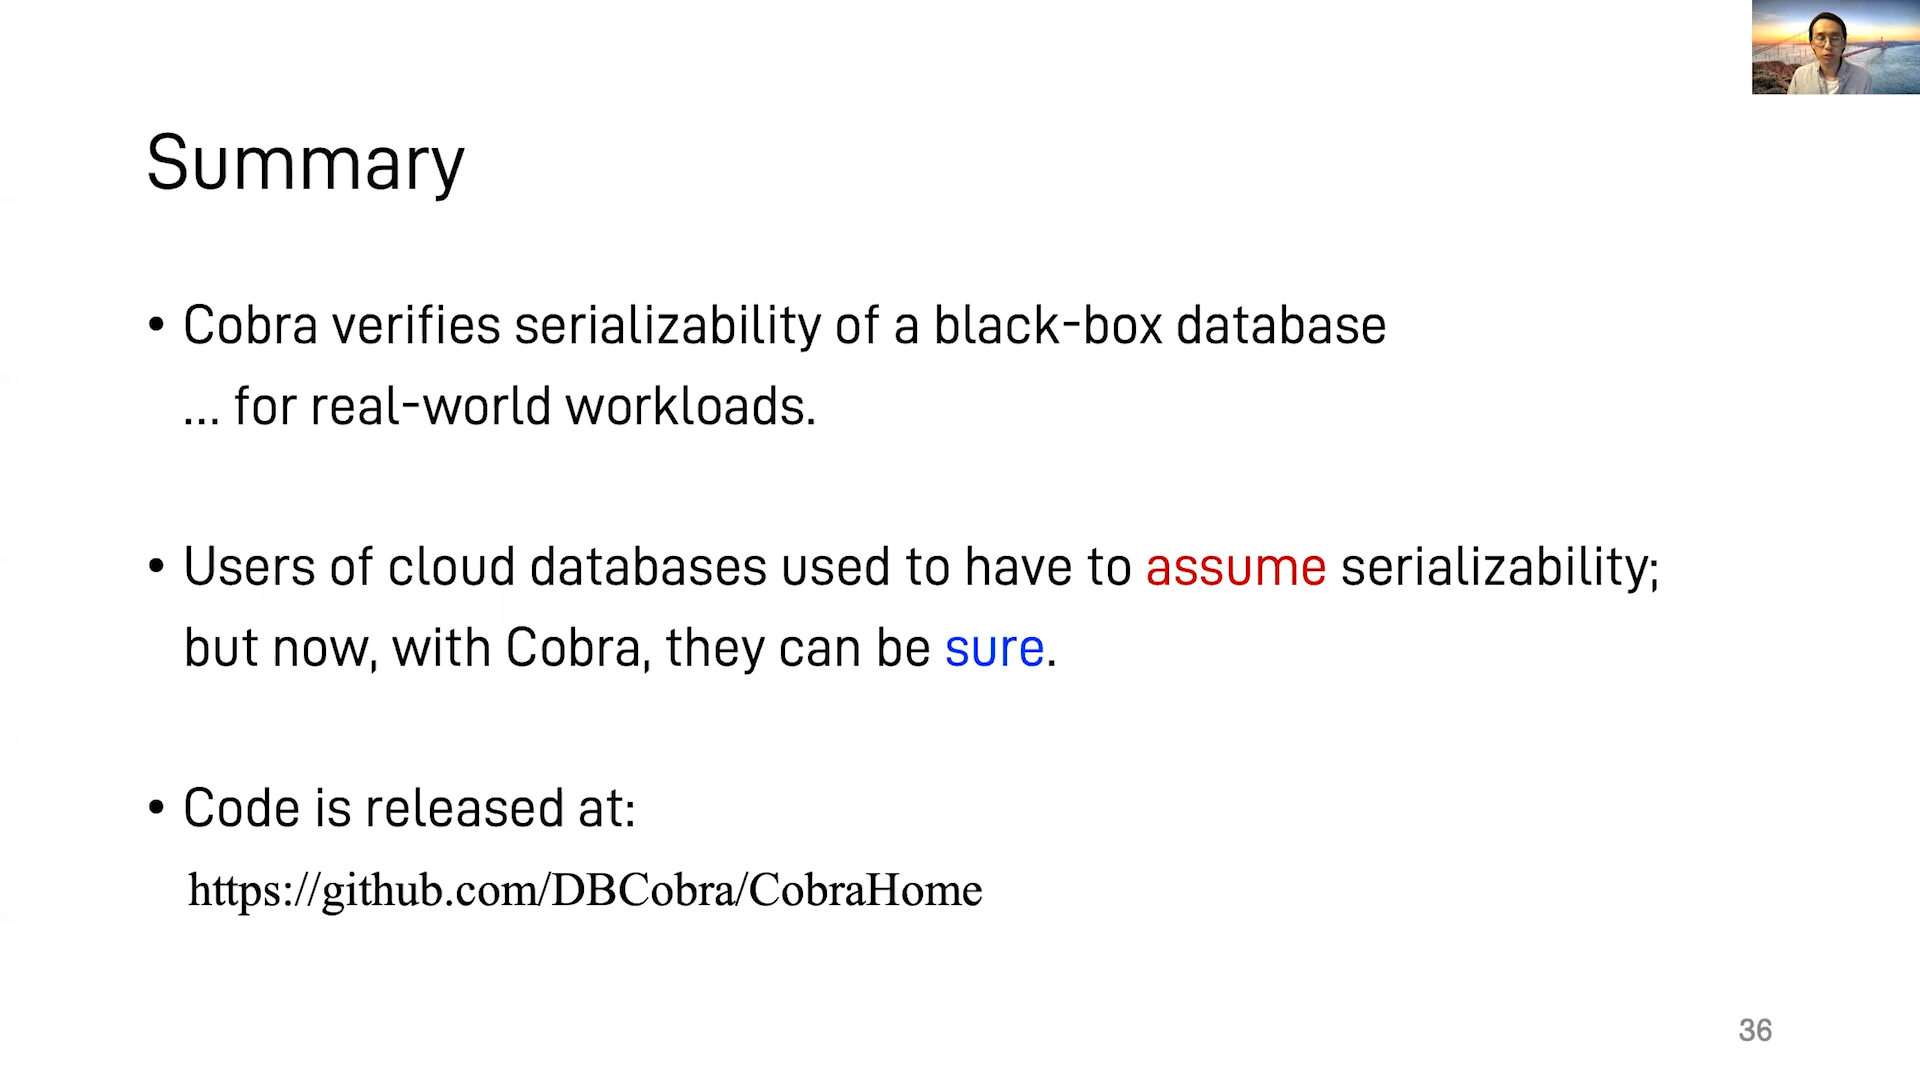 Summary
• Cobra verifies serializability of a black-box database
... for real-world workloads.
• Users of cloud databases used to have to assume serializability;
but now, with Cobra, they can be sure.
• Code is released at:
https://github.com/DBCobra/CobraHome
36